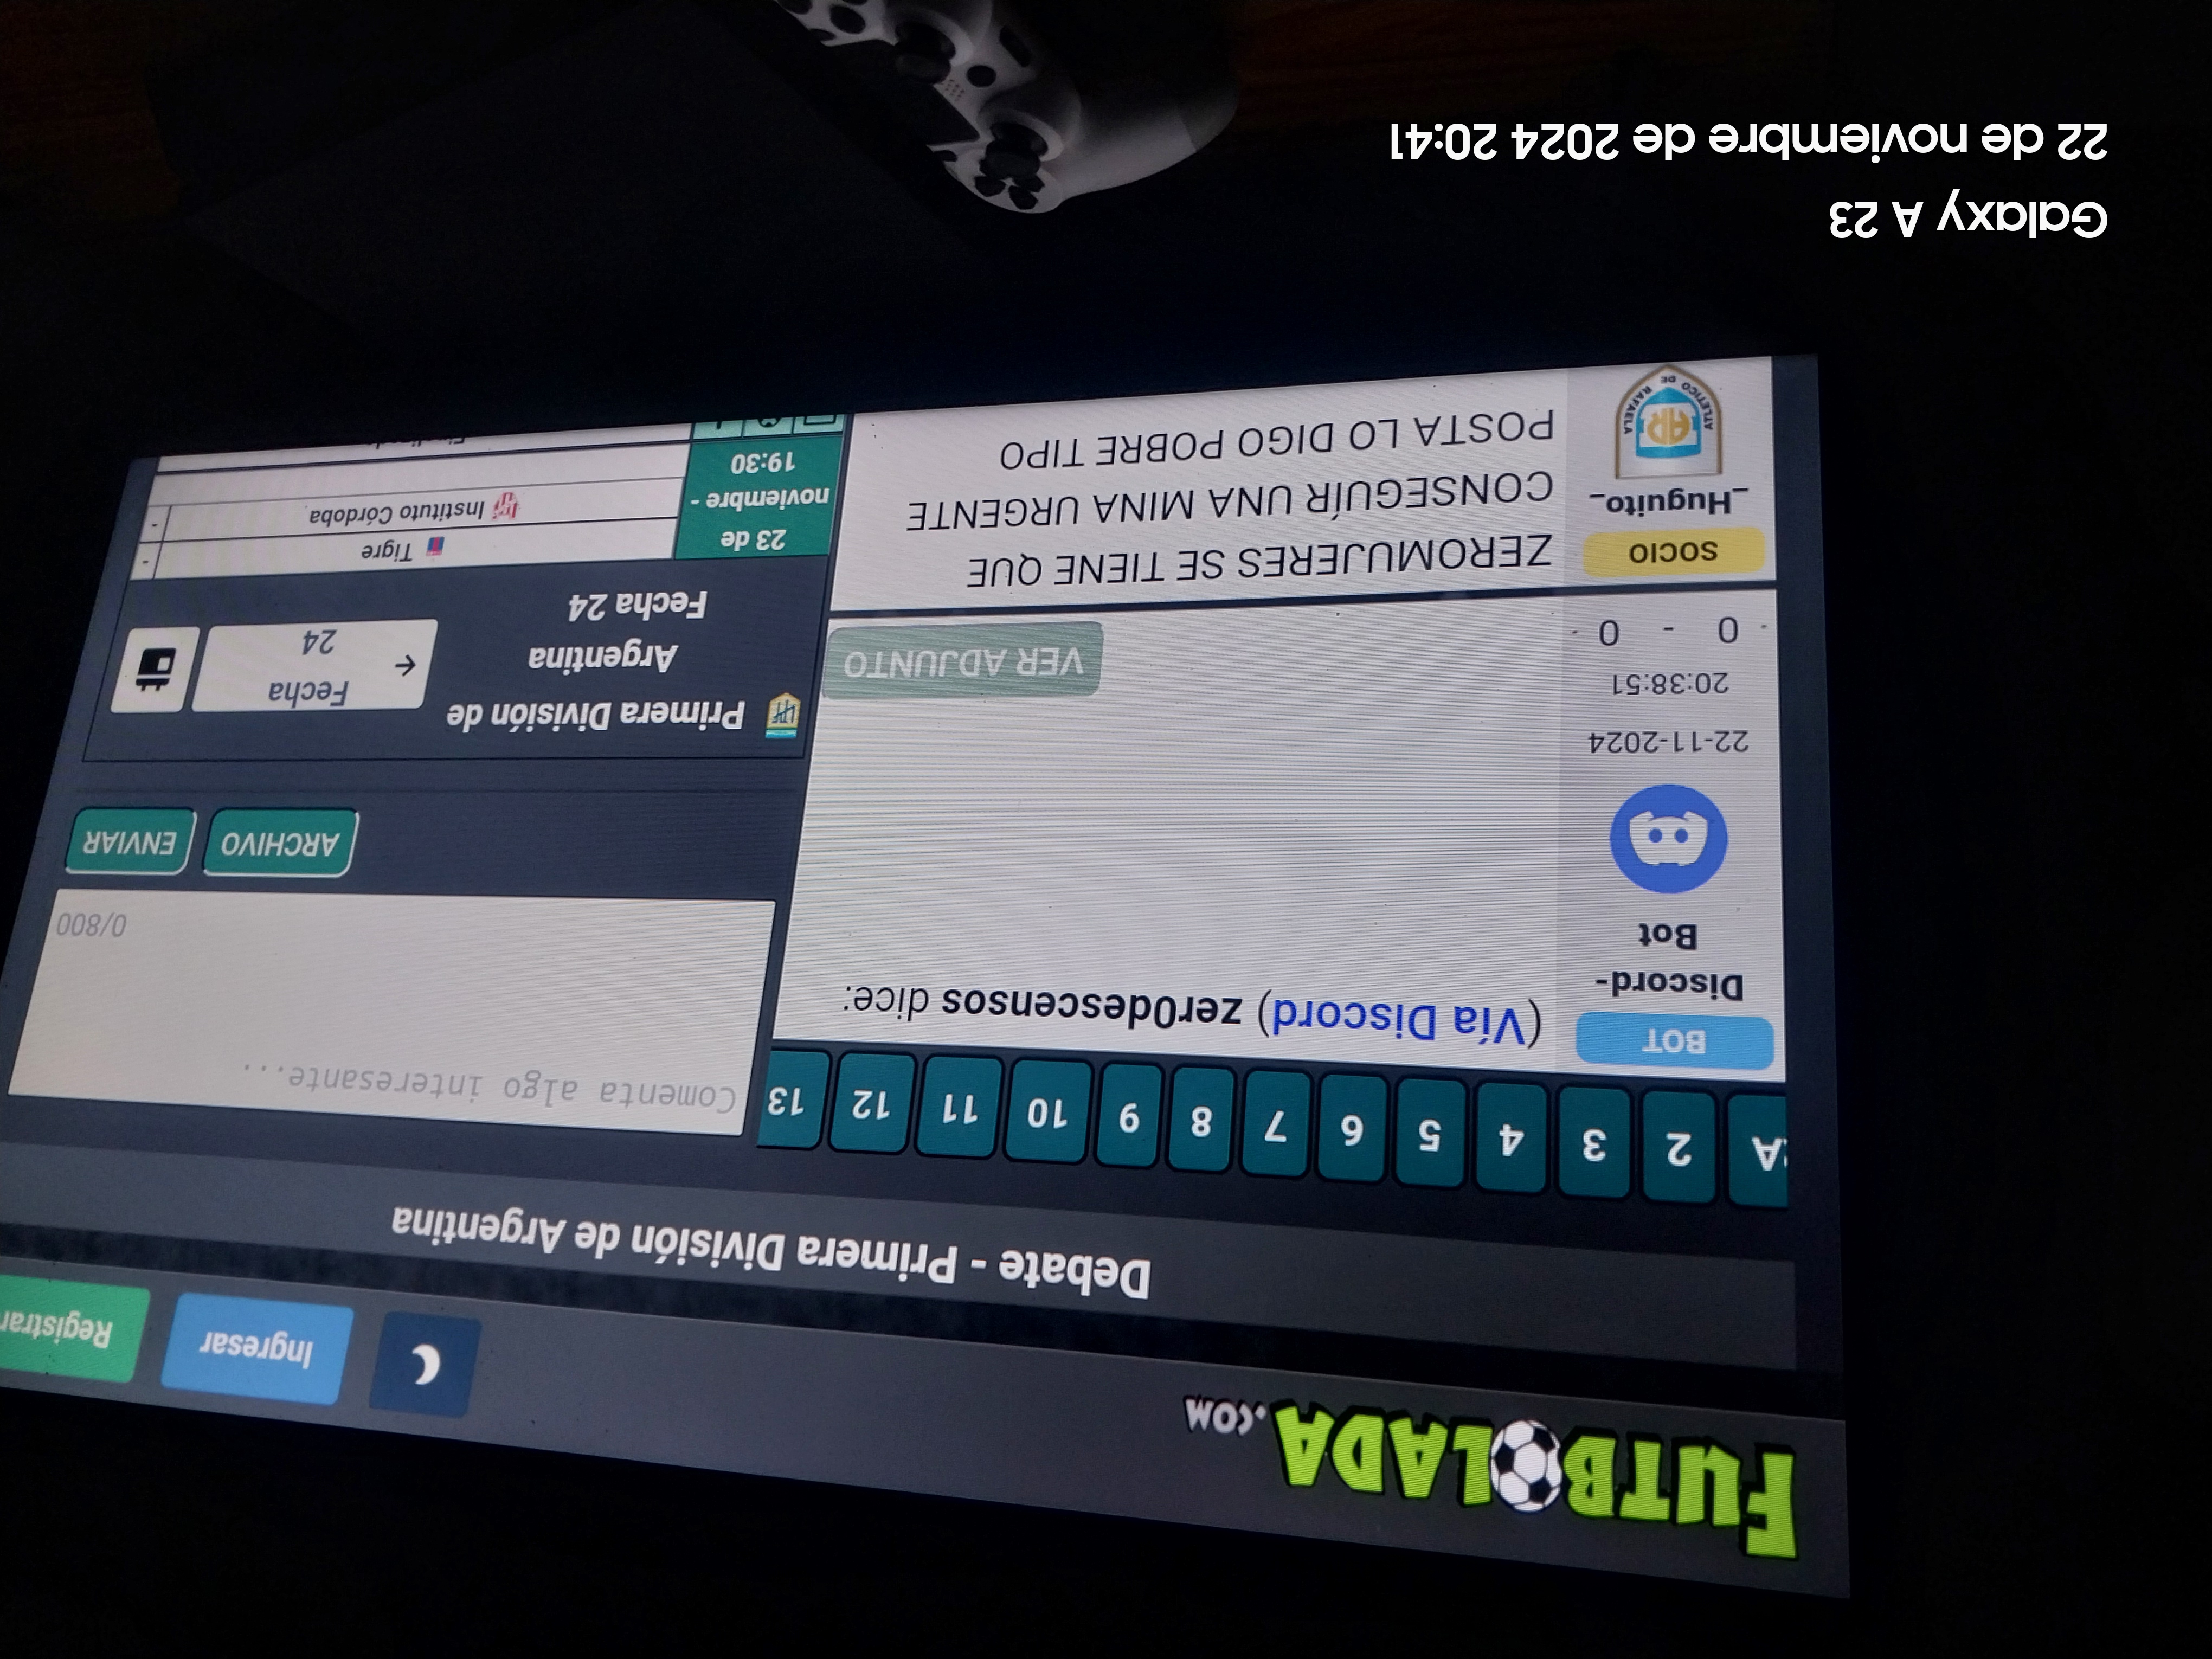 FUTBOLADA.COM
Ingresar
Registrar
Debate - Primera División de Argentina
2 3 4 5 6 7 8 9 10 11 12 13
BOT
Discord-
Bot
22-11-2024
20:38:51
- 0 - 0 -
(Vía Discord) zer0descensos dice:
VER ADJUNTO
SOCIO
_Huguito_
ATLETICO DE RAFAELA
AR
ZEROMUJERES SE TIENE QUE
CONSEGUÍR UNA MINA URGENTE
POSTA LO DIGO POBRE TIPO
Comenta algo interesante...
0/800
ARCHIVO
ENVIAR
Primera División de
Argentina
Fecha 24
← Fecha
24
23 de
noviembre -
19:30
Tigre -
Instituto Córdoba -
Galaxy A 23
22 de noviembre de 2024 20:41